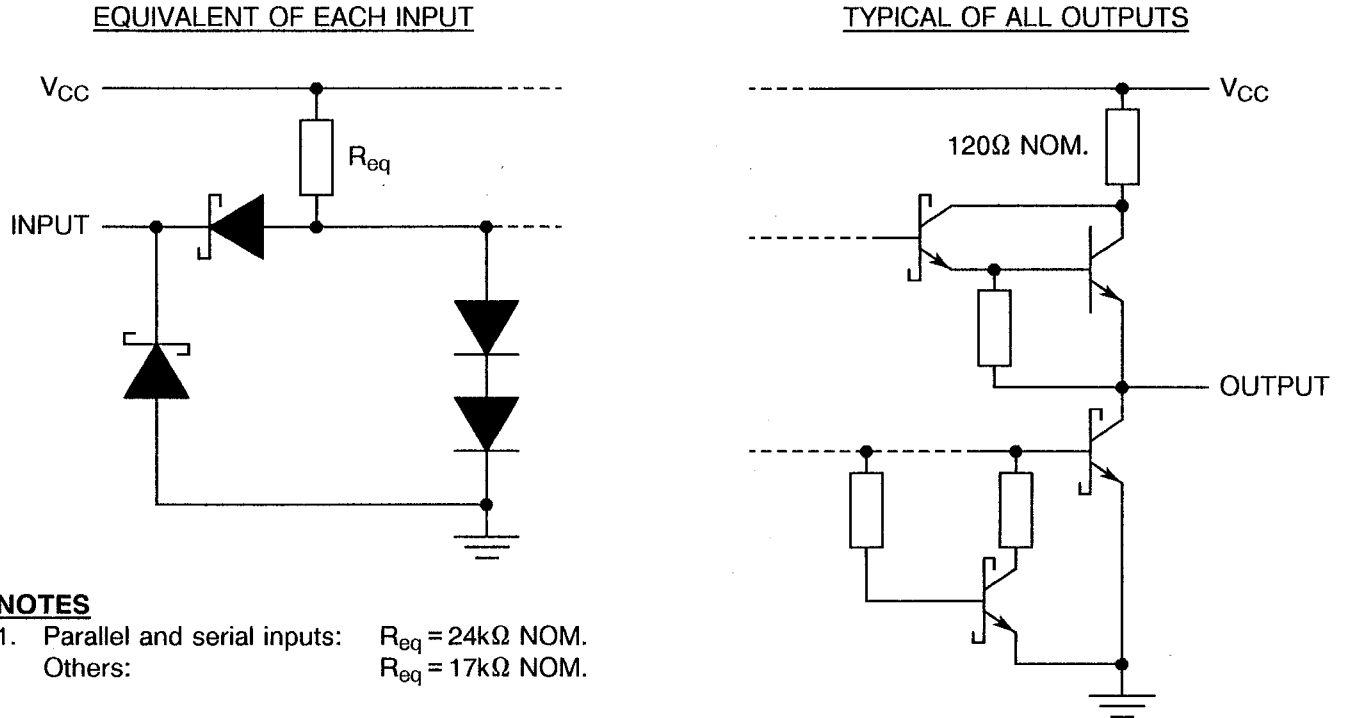 EQUIVALENT OF EACH INPUT
TYPICAL OF ALL OUTPUTS
VCC
Req
INPUT
VCC
120Ω NOM.
OUTPUT
NOTES
1. Parallel and serial inputs: Req = 24kΩ NOM.
Others: Req = 17kΩ NOM.